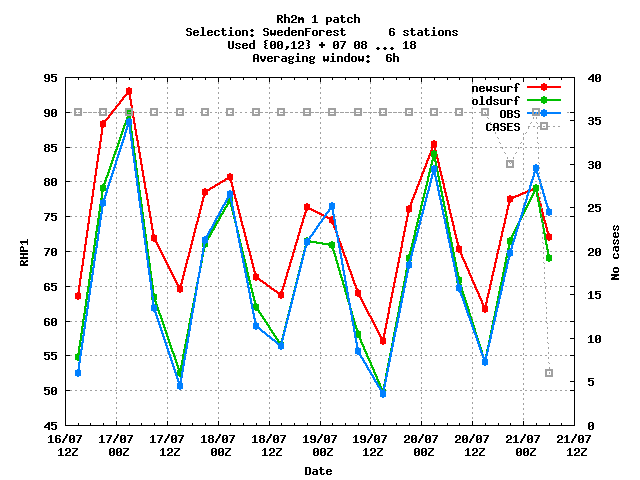 Rh2m 1 patch
Selection: SwedenForest 6 stations
Used {00,12} + 07 08 ... 18
Averaging window: 6h
95
90
85
80
75
70
65
60
55
50
45
RHP1
40
35
30
25
20
15
10
5
0
No cases
newsurf
oldsurf
OBS
CASES
16/07 17/07 17/07 18/07 18/07 19/07 19/07 20/07 20/07 21/07 21/07
12Z 00Z 12Z 00Z 12Z 00Z 12Z 00Z 12Z 00Z 12Z
Date